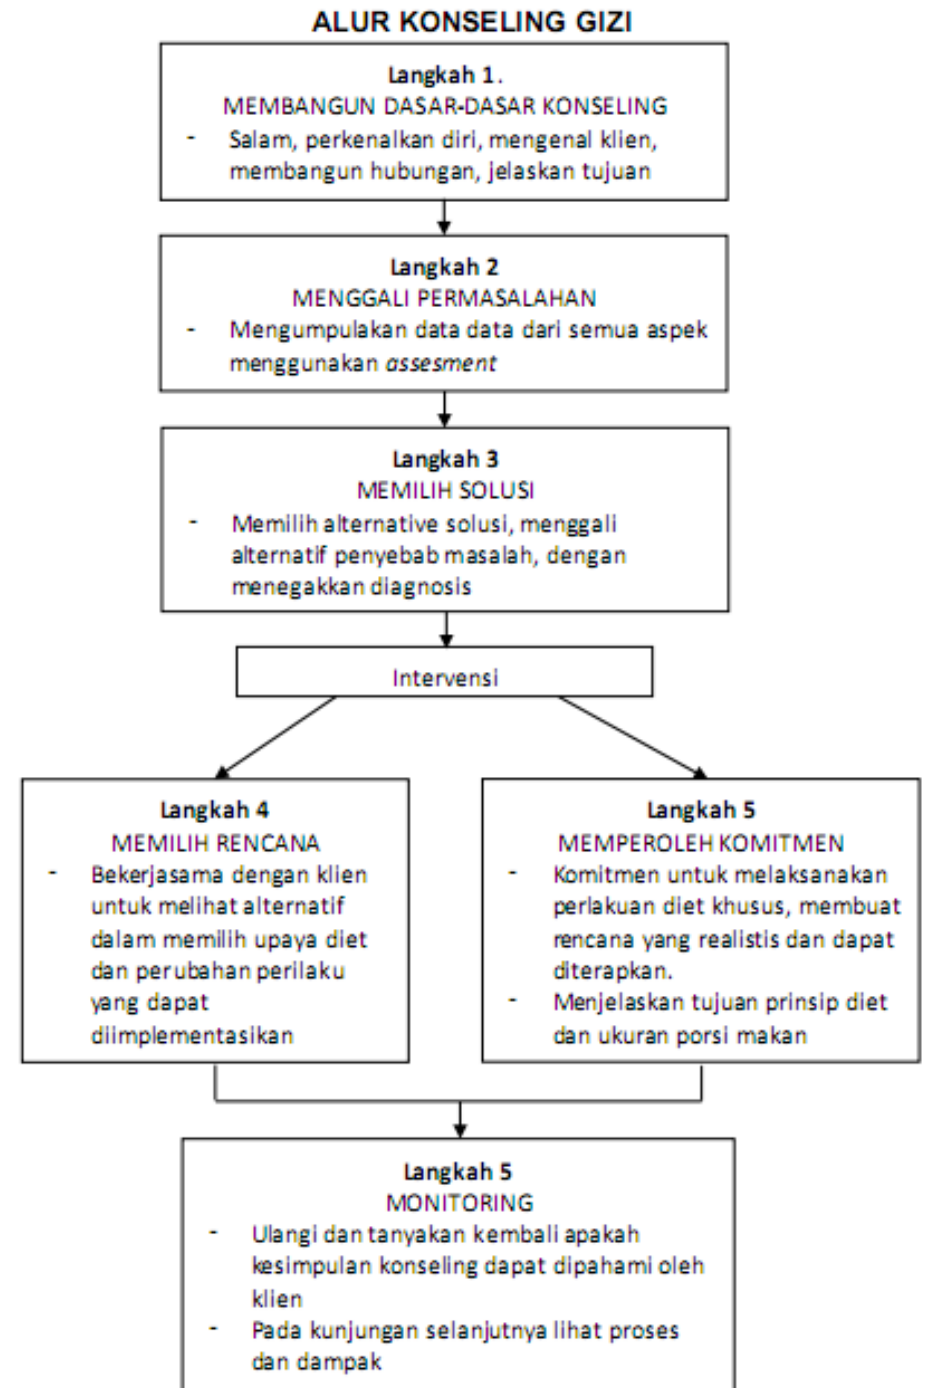 ALUR KONSELING GIZI
Langkah 1.
MEMBANGUN DASAR-DASAR KONSELING
- Salam, perkenalkan diri, mengenal klien,
membangun hubungan, jelaskan tujuan
Langkah 2
MENGGALI PERMASALAHAN
- Mengumpulakan data data dari semua aspek
menggunakan assesment
Langkah 3
MEMILIH SOLUSI
- Memilih alternative solusi, menggali
alternatif penyebab masalah, dengan
menegakkan diagnosis
Intervensi
Langkah 4
MEMILIH RENCANA
- Bekerjasama dengan klien
untuk melihat alternatif
dalam memilih upaya diet
dan perubahan perilaku
yang dapat
diimplementasikan
Langkah 5
MEMPEROLEH KOMITMEN
- Komitmen untuk melaksanakan
perlakuan diet khusus, membuat
rencana yang realistis dan dapat
diterapkan.
- Menjelaskan tujuan prinsip diet
dan ukuran porsi makan
Langkah 5
MONITORING
- Ulangi dan tanyakan kembali apakah
kesimpulan konseling dapat dipahami oleh
klien
- Pada kunjungan selanjutnya lihat proses
dan dampak